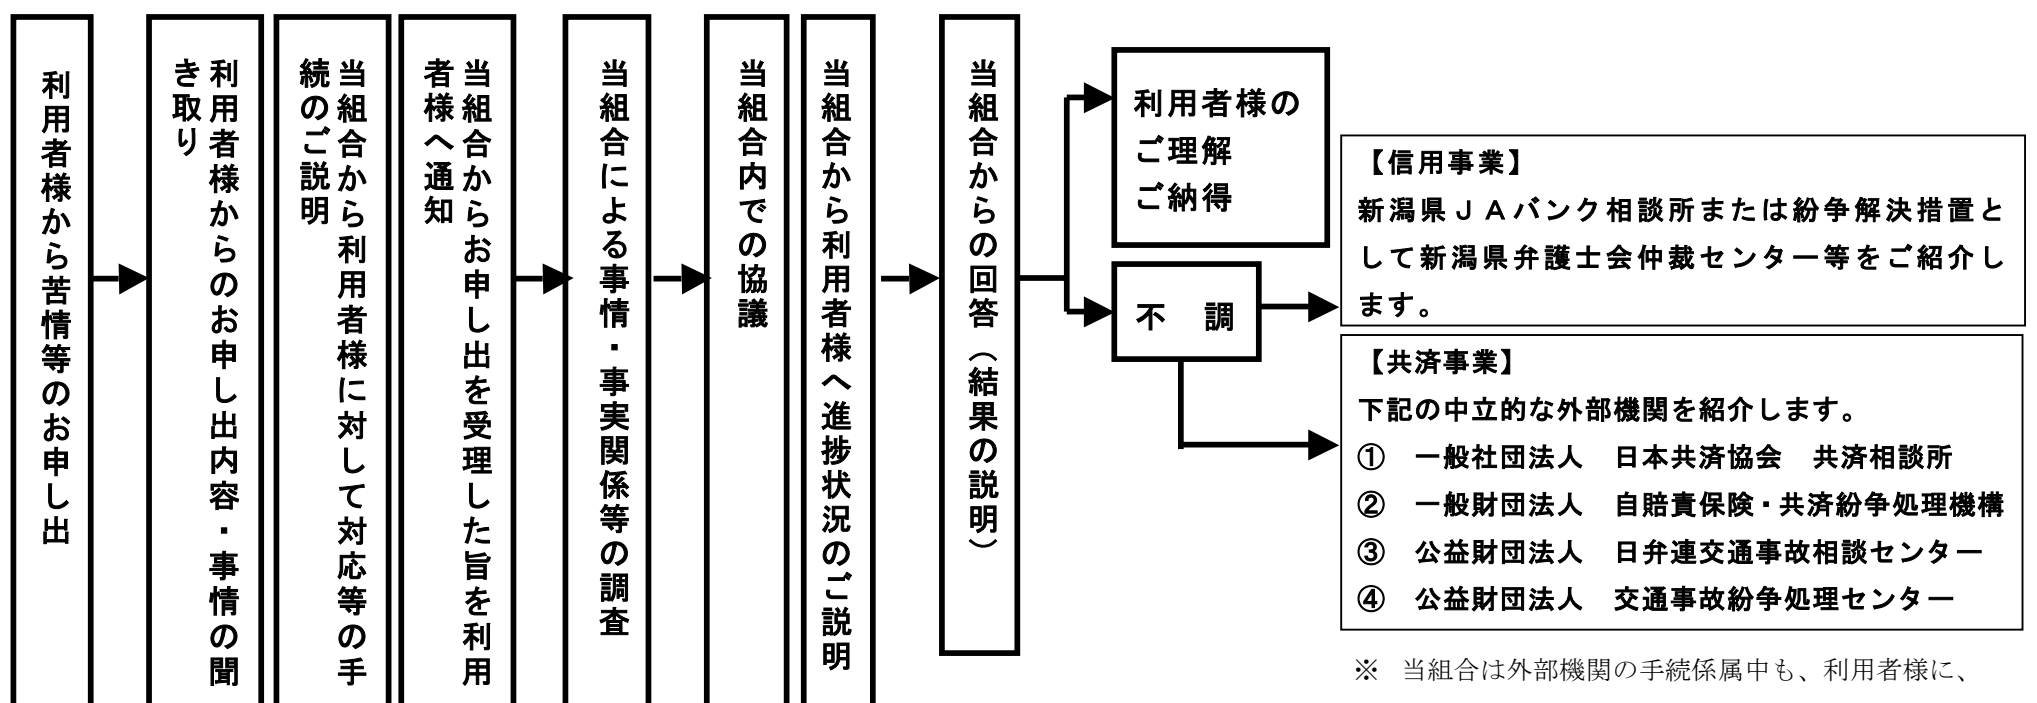 利用者様から苦情等のお申し出
利用者様からのお申し出内容・事情の聞
き取り
当組合から利用者様に対して対応等の手
続のご説明
当組合からお申し出を受理した旨を利用
者様へ通知
当組合による事情・事実関係等の調査
当組合内での協議
当組合から利用者様へ進捗状況のご説明
当組合からの回答（結果の説明）
利用者様の
ご理解
ご納得
不　調
【信用事業】
新潟県ＪＡバンク相談所または紛争解決措置と
して新潟県弁護士会仲裁センター等をご紹介し
ます。
【共済事業】
下記の中立的な外部機関を紹介します。
①　一般社団法人　日本共済協会　共済相談所
②　一般財団法人　自賠責保険・共済紛争処理機構
③　公益財団法人　日弁連交通事故相談センター
④　公益財団法人　交通事故紛争処理センター
※　当組合は外部機関の手続係属中も、利用者様に、